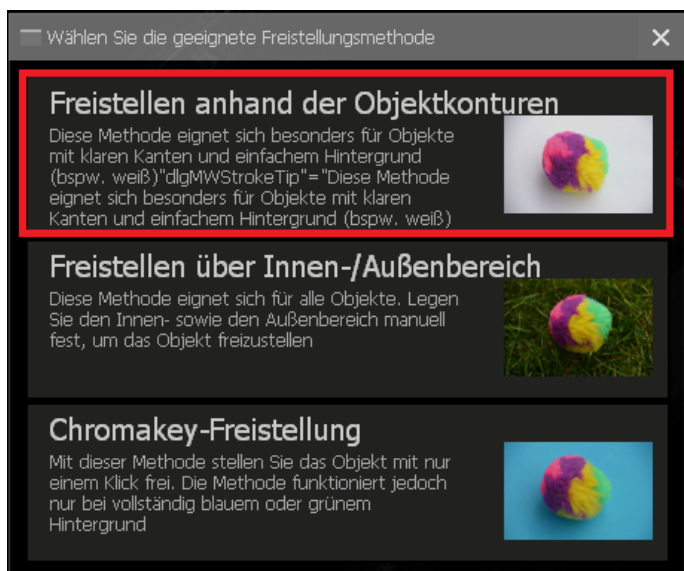 Wählen Sie die geeignete Freistellungsmethode
Freistellen anhand der Objektkonturen
Diese Methode eignet sich besonders für Objekte
mit klaren Kanten und einfachem Hintergrund
(bspw. weiß)"dlgMWStrokeTip"="Diese Methode
eignet sich besonders für Objekte mit klaren
Kanten und einfachem Hintergrund (bspw. weiß)
Freistellen über Innen-/Außenbereich
Diese Methode eignet sich für alle Objekte. Legen
Sie den Innen- sowie den Außenbereich manuell
fest, um das Objekt freizustellen
Chromakey-Freistellung
Mit dieser Methode stellen Sie das Objekt mit nur
einem Klick frei. Die Methode funktioniert jedoch
nur bei vollständig blauem oder grünem
Hintergrund